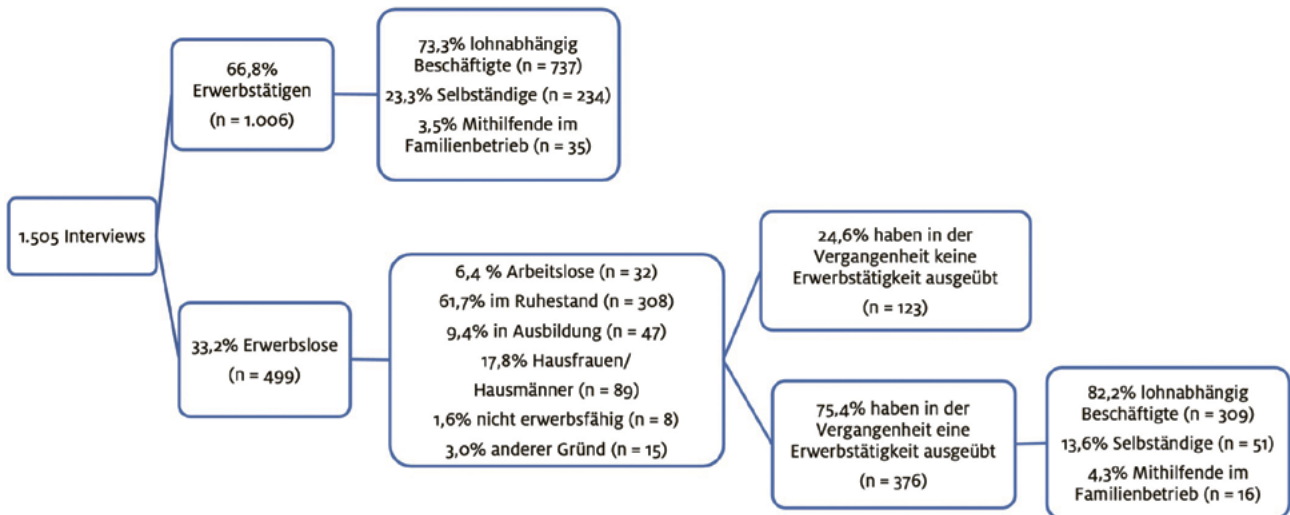 66,8%
Erwerbstätigen
(n = 1.006)
73,3% lohnabhängig
Beschäftigte (n = 737)
23,3% Selbständige (n = 234)
3,5% Mithilfende im
Familienbetrieb (n = 35)
1.505 Interviews
33,2% Erwerbslose
(n = 499)
6,4 % Arbeitslose (n = 32)
61,7% im Ruhestand (n = 308)
9,4% in Ausbildung (n = 47)
17,8% Hausfrauen/
Hausmänner (n = 89)
1,6% nicht erwerbsfähig (n = 8)
3,0% anderer Gründ (n = 15)
24,6% haben in der
Vergangenheit keine
Erwerbstätigkeit ausgeübt
(n = 123)
75,4% haben in der
Vergangenheit eine
Erwerbstätigkeit ausgeübt
(n = 376)
82,2% lohnabhängig
Beschäftigte (n = 309)
13,6% Selbständige (n = 51)
4,3% Mithilfende im
Familienbetrieb (n = 16)